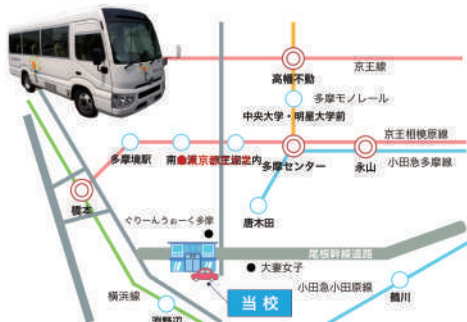 高幡不動
京王線
多摩モノレール
中央大学・明星大学前
京王相模原線
多摩境駅
多摩センター
永山
小田急多摩線
橋本
唐木田
ぐりーんうぉーく多摩
尾根幹線道路
大妻女子
当校
小田急小田原線
鶴川
横浜線
淵野辺